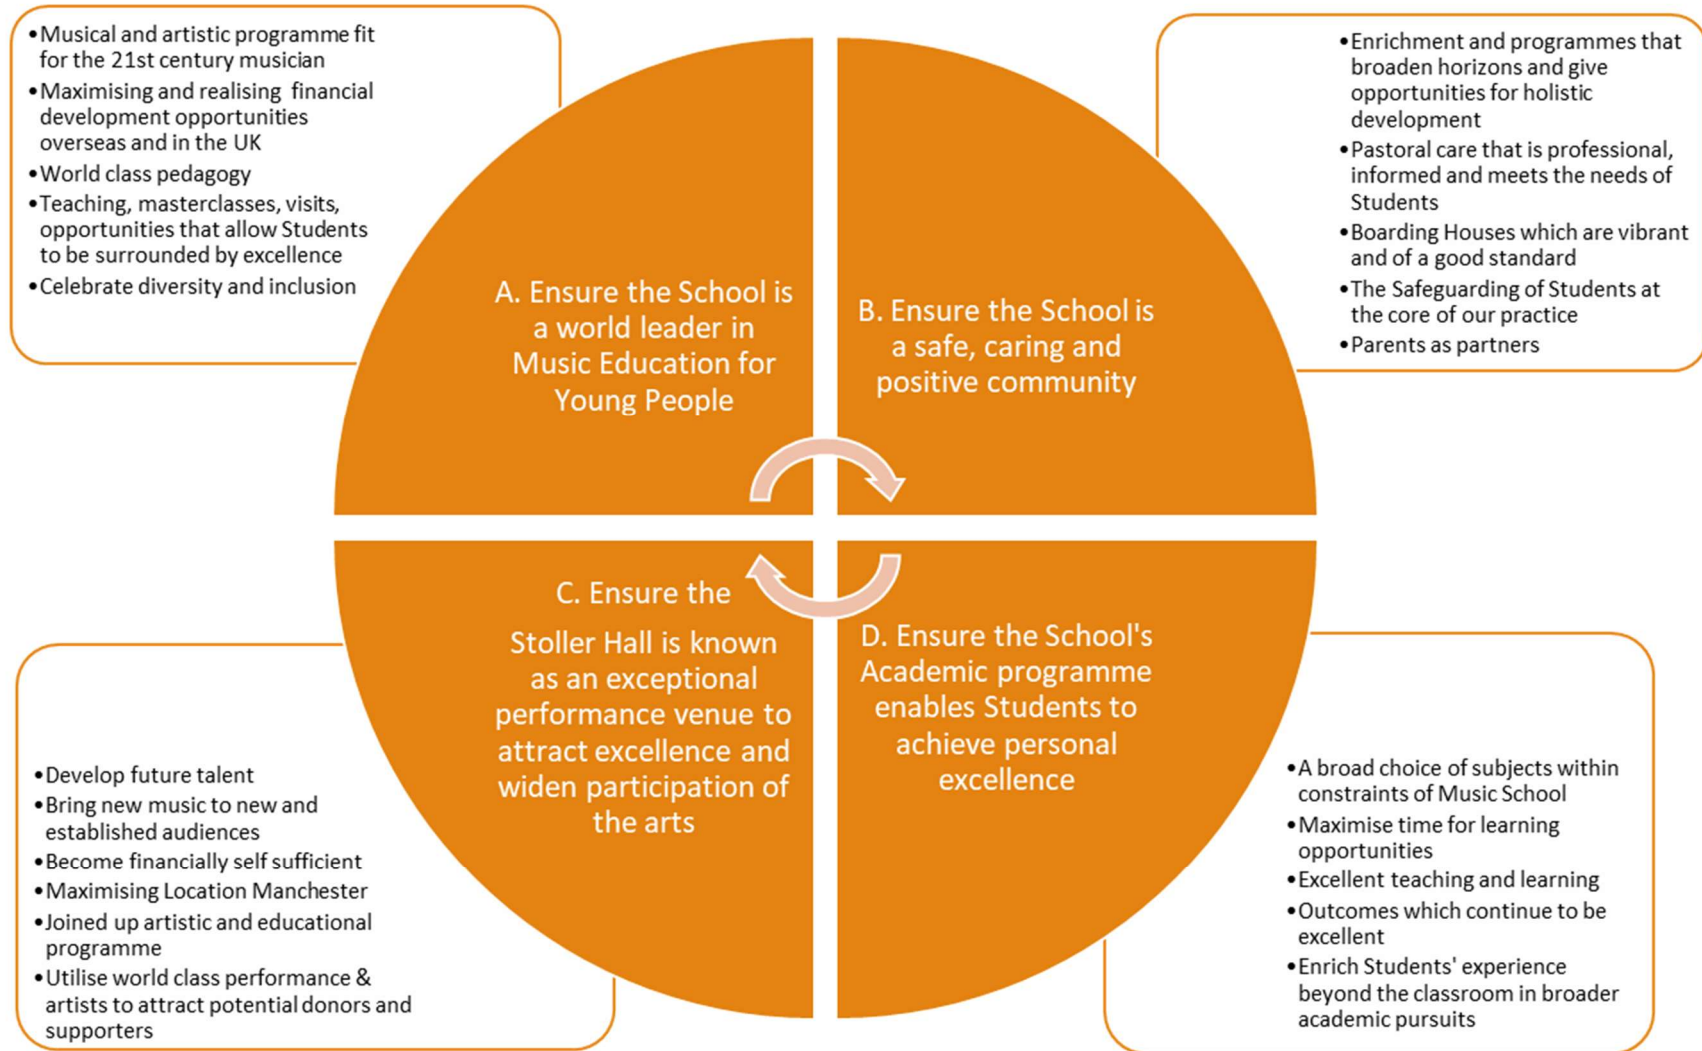 •Musical and artistic programme fit
for the 21st century musician
•Maximising and realising financial
development opportunities
overseas and in the UK
•World class pedagogy
•Teaching, masterclasses, visits,
opportunities that allow Students
to be surrounded by excellence
•Celebrate diversity and inclusion
A. Ensure the School is
a world leader in
Music Education for
Young People
•Enrichment and programmes that
broaden horizons and give
opportunities for holistic
development
•Pastoral care that is professional,
informed and meets the needs of
Students
•Boarding Houses which are vibrant
and of a good standard
•The Safeguarding of Students at
the core of our practice
•Parents as partners
B. Ensure the School is
a safe, caring and
positive community
C. Ensure the
Stoller Hall is known
as an exceptional
performance venue to
attract excellence and
widen participation of
the arts
•Develop future talent
•Bring new music to new and
established audiences
•Become financially self sufficient
•Maximising Location Manchester
•Joined up artistic and educational
programme
•Utilise world class performance &
artists to attract potential donors and
supporters
D. Ensure the School's
Academic programme
enables Students to
achieve personal
excellence
•A broad choice of subjects within
constraints of Music School
•Maximise time for learning
opportunities
•Excellent teaching and learning
•Outcomes which continue to be
excellent
•Enrich Students' experience
beyond the classroom in broader
academic pursuits